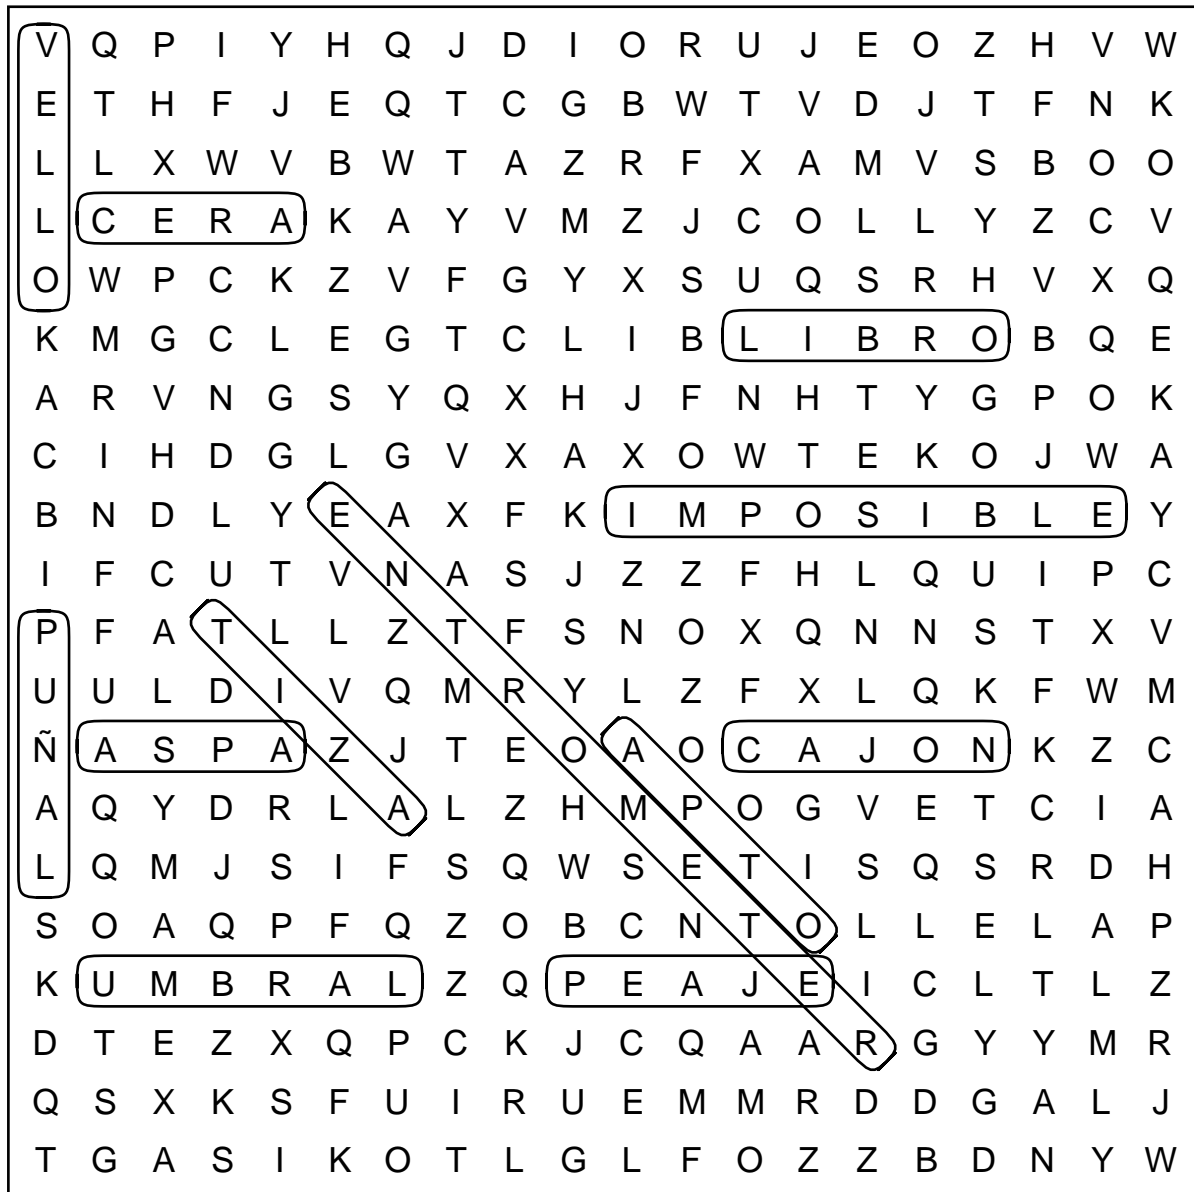 V Q P I Y H Q J D I O R U J E O Z H V W
E T H F J E Q T C G B W T V D J T F N K
L L X W V B W T A Z R F X A M V S B O O
L C E R A K A Y V M Z J C O L L Y Z C V
O W P C K Z V F G Y X S U Q S R H V X Q
K M G C L E G T C L I B L I B R O B Q E
A R V N G S Y Q X H J F N H T Y G P O K
C I H D G L G V X A X O W T E K O J W A
B N D L Y E A X F K I M P O S I B L E Y
I F C U T V N A S J Z Z F H L Q U I P C
P F A T L L Z T F S N O X Q N N S T X V
U U L D I V Q M R Y L Z F X L Q K F W M
Ñ A S P A Z J T E O A O C A J O N K Z C
A Q Y D R L A L Z H M P O G V E T C I A
L Q M J S I F S Q W S E T I S Q S R D H
S O A Q P F Q Z O B C N T O L L E L A P
K U M B R A L Z Q P E A J E I C L T L Z
D T E Z X Q P C K J C Q A A R G Y Y M R
Q S X K S F U I R U E M M R D D G A L J
T G A S I K O T L G L F O Z Z B D N Y W